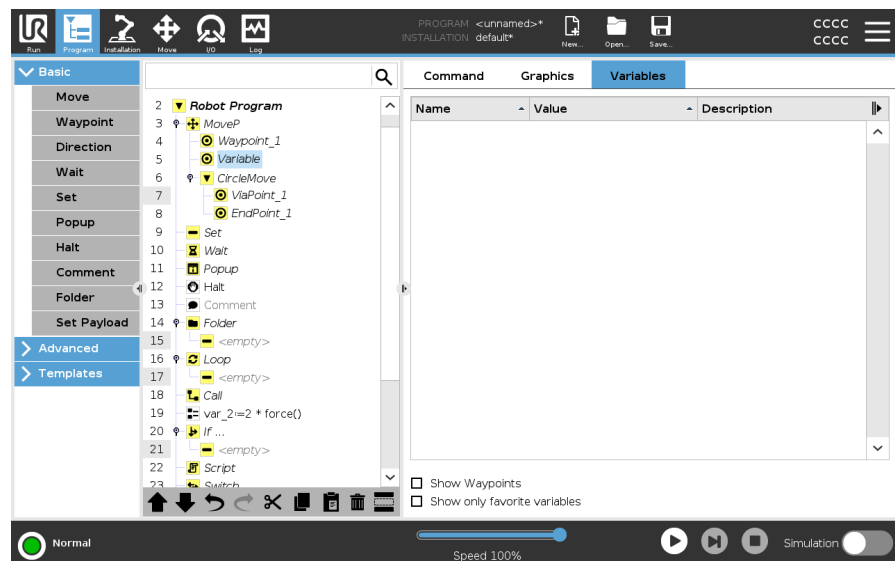 PROGRAM <unnamed>*
INSTALLATION default*
CCCC
CCCC
Run
Program
Installation
Move
I/O
Log
New...
Open...
Save...
Basic
Move
Waypoint
Direction
Wait
Set
Popup
Halt
Comment
Folder
Set Payload
Advanced
Templates
2 Robot Program
3 MoveP
4 Waypoint_1
5 Variable
6 CircleMove
7 ViaPoint_1
8 EndPoint_1
9 Set
10 Wait
11 Popup
12 Halt
13 Comment
14 Folder
15 <empty>
16 Loop
17 <empty>
18 Call
19 var_2:=2 * force()
20 If ...
21 <empty>
22 Script
23 Switch
Command Graphics Variables
Name Value Description
Show Waypoints
Show only favorite variables
Normal
Speed 100%
Simulation